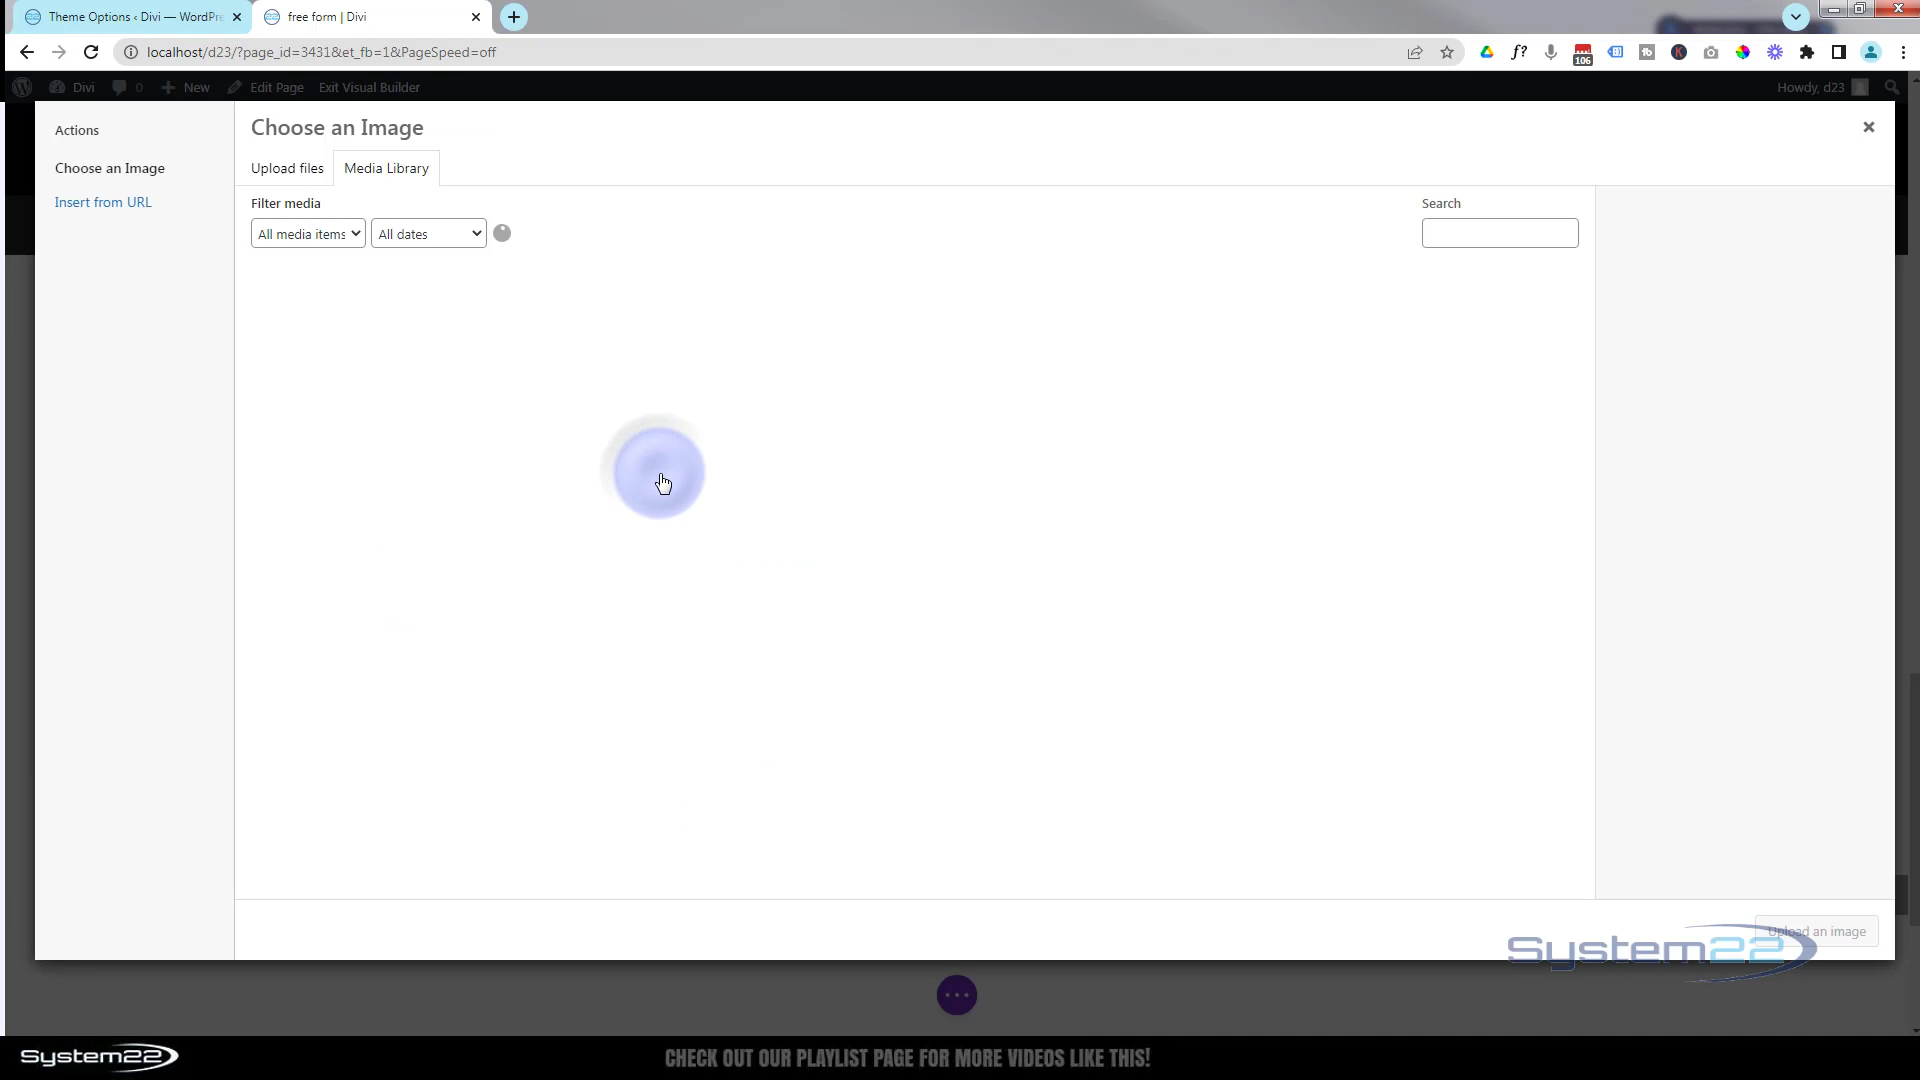 Theme Options ‹ Divi — WordPre
free form | Divi
localhost/d23/?page_id=3431&et_fb=1&PageSpeed=off
106
Divi
0
New
Edit Page
Exit Visual Builder
Howdy, d23
Actions
Choose an Image
Insert from URL
Choose an Image
Upload files
Media Library
Filter media
All media items
All dates
Search
Upload an image
System22
System22
CHECK OUT OUR PLAYLIST PAGE FOR MORE VIDEOS LIKE THIS!